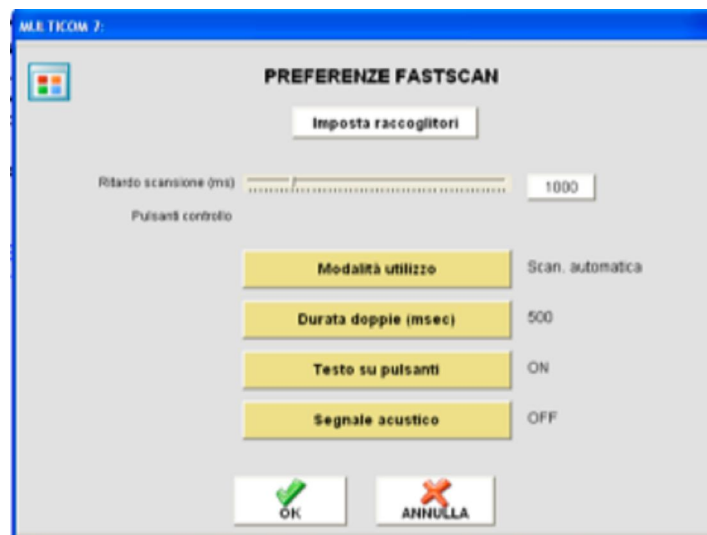 MULTICOM 7:
PREFERENZE FASTSCAN
Imposta raccoglitori
Ritardo scansione (ms) 1000
Pulsanti controllo
Modalità utilizzo Scan. automatica
Durata doppie (msec) 500
Testo su pulsanti ON
Segnale acustico OFF
OK ANNULLA